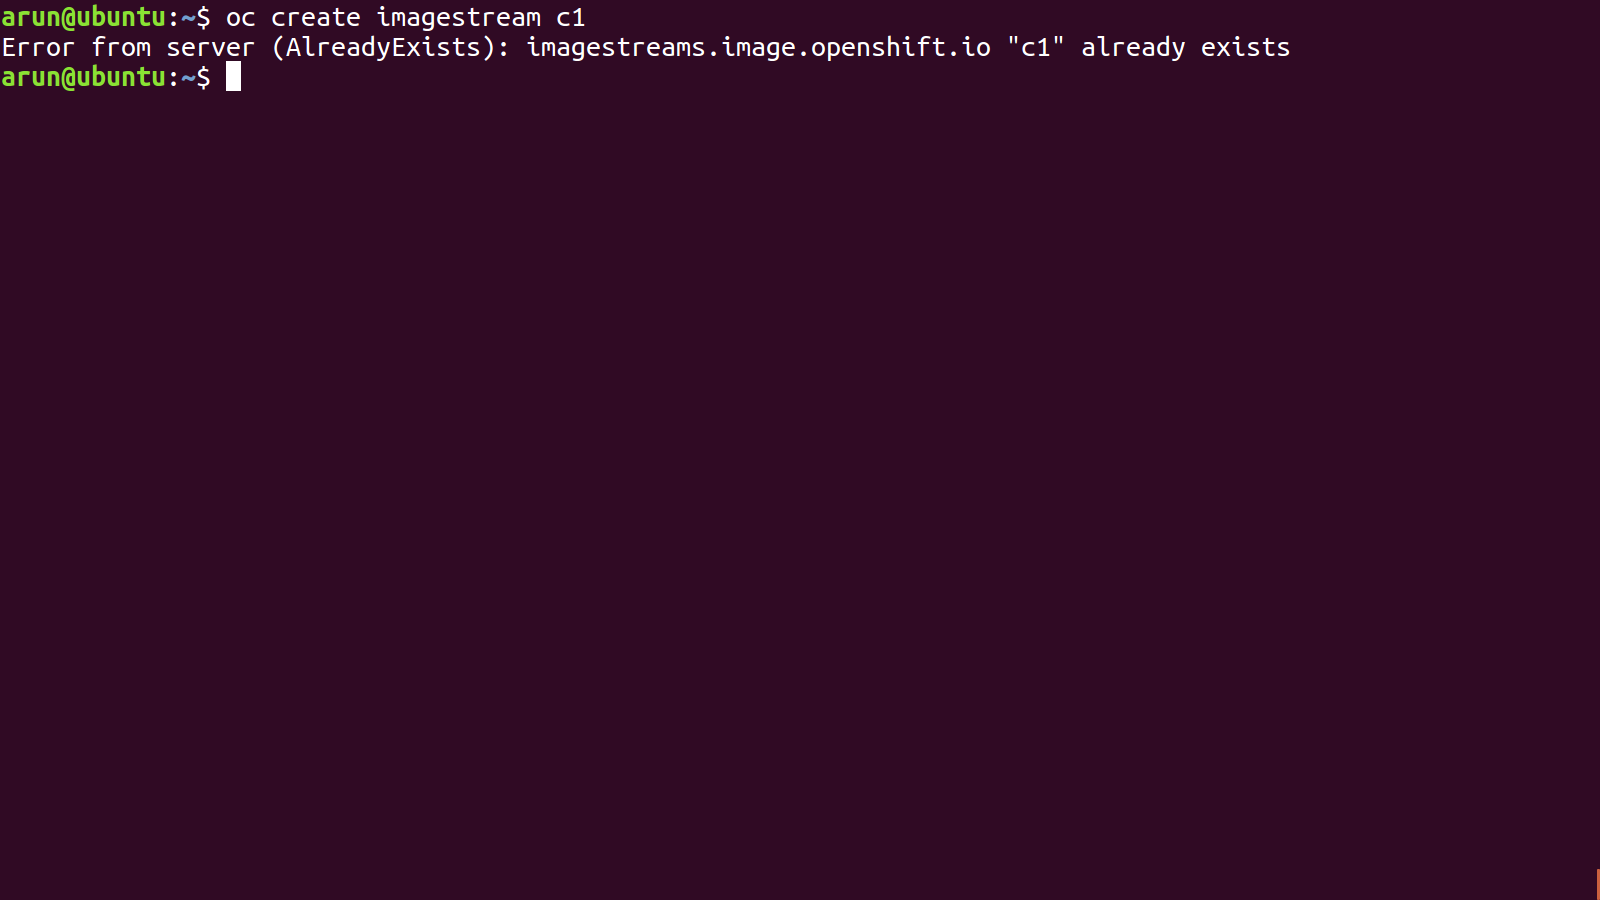 arun@ubuntu:~$ oc create imagestream c1
Error from server (AlreadyExists): imagestreams.image.openshift.io "c1" already exists
arun@ubuntu:~$